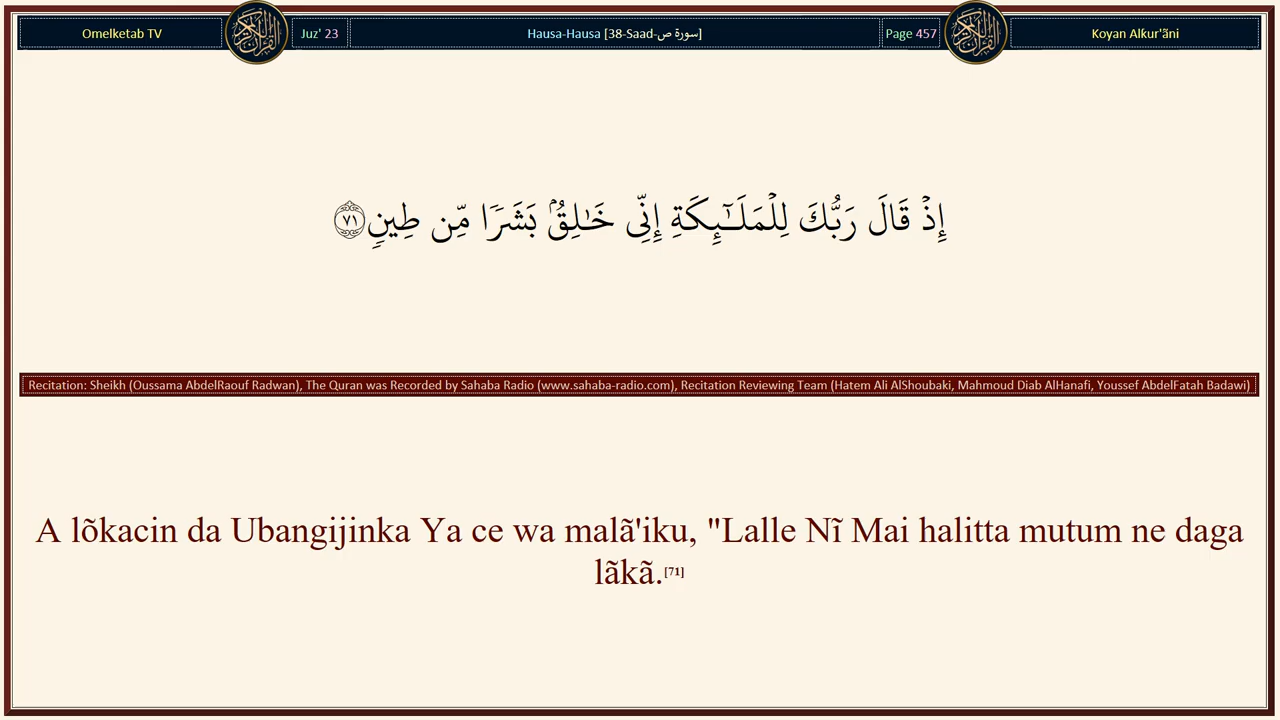 Omelketab TV
Juz' 23
Hausa-Hausa [38-Saad-سورة ص]
Page 457
Koyan Alƙur'ãni
إِذۡ قَالَ رَبُّكَ لِلۡمَلَـٰٓئِكَةِ إِنِّى خَـٰلِقُۢ بَشَرࣰا مِّن طِینࣲ ٧١
Recitation: Sheikh (Oussama AbdelRaouf Radwan), The Quran was Recorded by Sahaba Radio (www.sahaba-radio.com), Recitation Reviewing Team (Hatem Ali AlShoubaki, Mahmoud Diab AlHanafi, Youssef AbdelFatah Badawi)
A lõkacin da Ubangijinka Ya ce wa malã'iku, "Lalle Nĩ Mai halitta mutum ne daga
lãkã.[71]